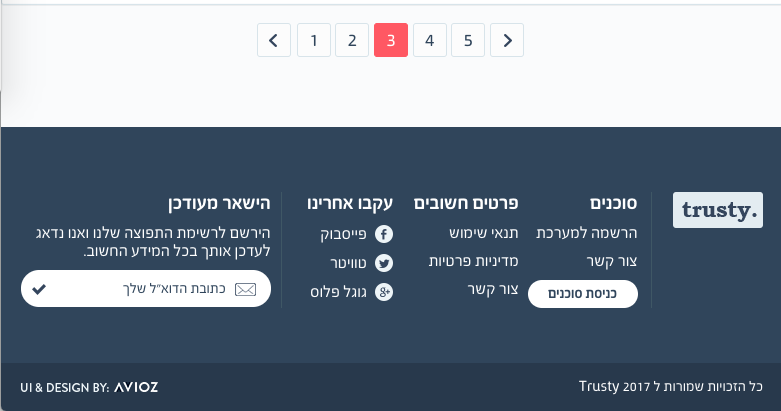 1 2 3 4 5
trusty.
סוכנים
הרשמה למערכת
צור קשר
כניסת סוכנים
פרטים חשובים
תנאי שימוש
מדיניות פרטיות
צור קשר
עקבו אחרינו
פייסבוק
טוויטר
גוגל פלוס
הישאר מעודכן
הירשם לרשימת התפוצה שלנו ואנו נדאג
לעדכן אותך בכל המידע החשוב.
כתובת הדוא״ל שלך
כל הזכויות שמורות ל Trusty 2017
UI & DESIGN BY: AVIOZ